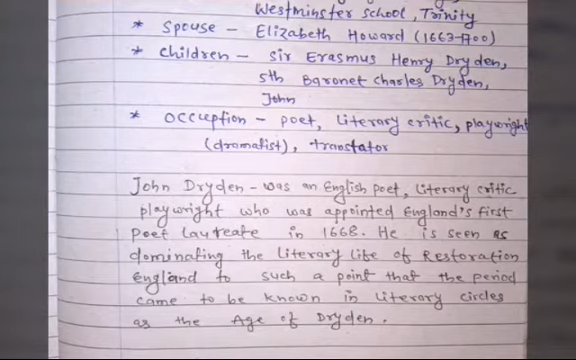 Westminster School, Trinity
* Spouse - Elizabeth Howard (1663-1700)
* Children - Sir Erasmus Henry Dryden,
5th Baronet Charles Dryden,
John
* Occuption - poet, literary critic, playwright
(dramatist), translator
John Dryden - was an English poet, literary critic
playwright who was appointed England's first
Poet Laureate in 1668. He is seen as
dominating the literary life of Restoration
England to such a point that the period
came to be known in literary circles
as the Age of Dryden.